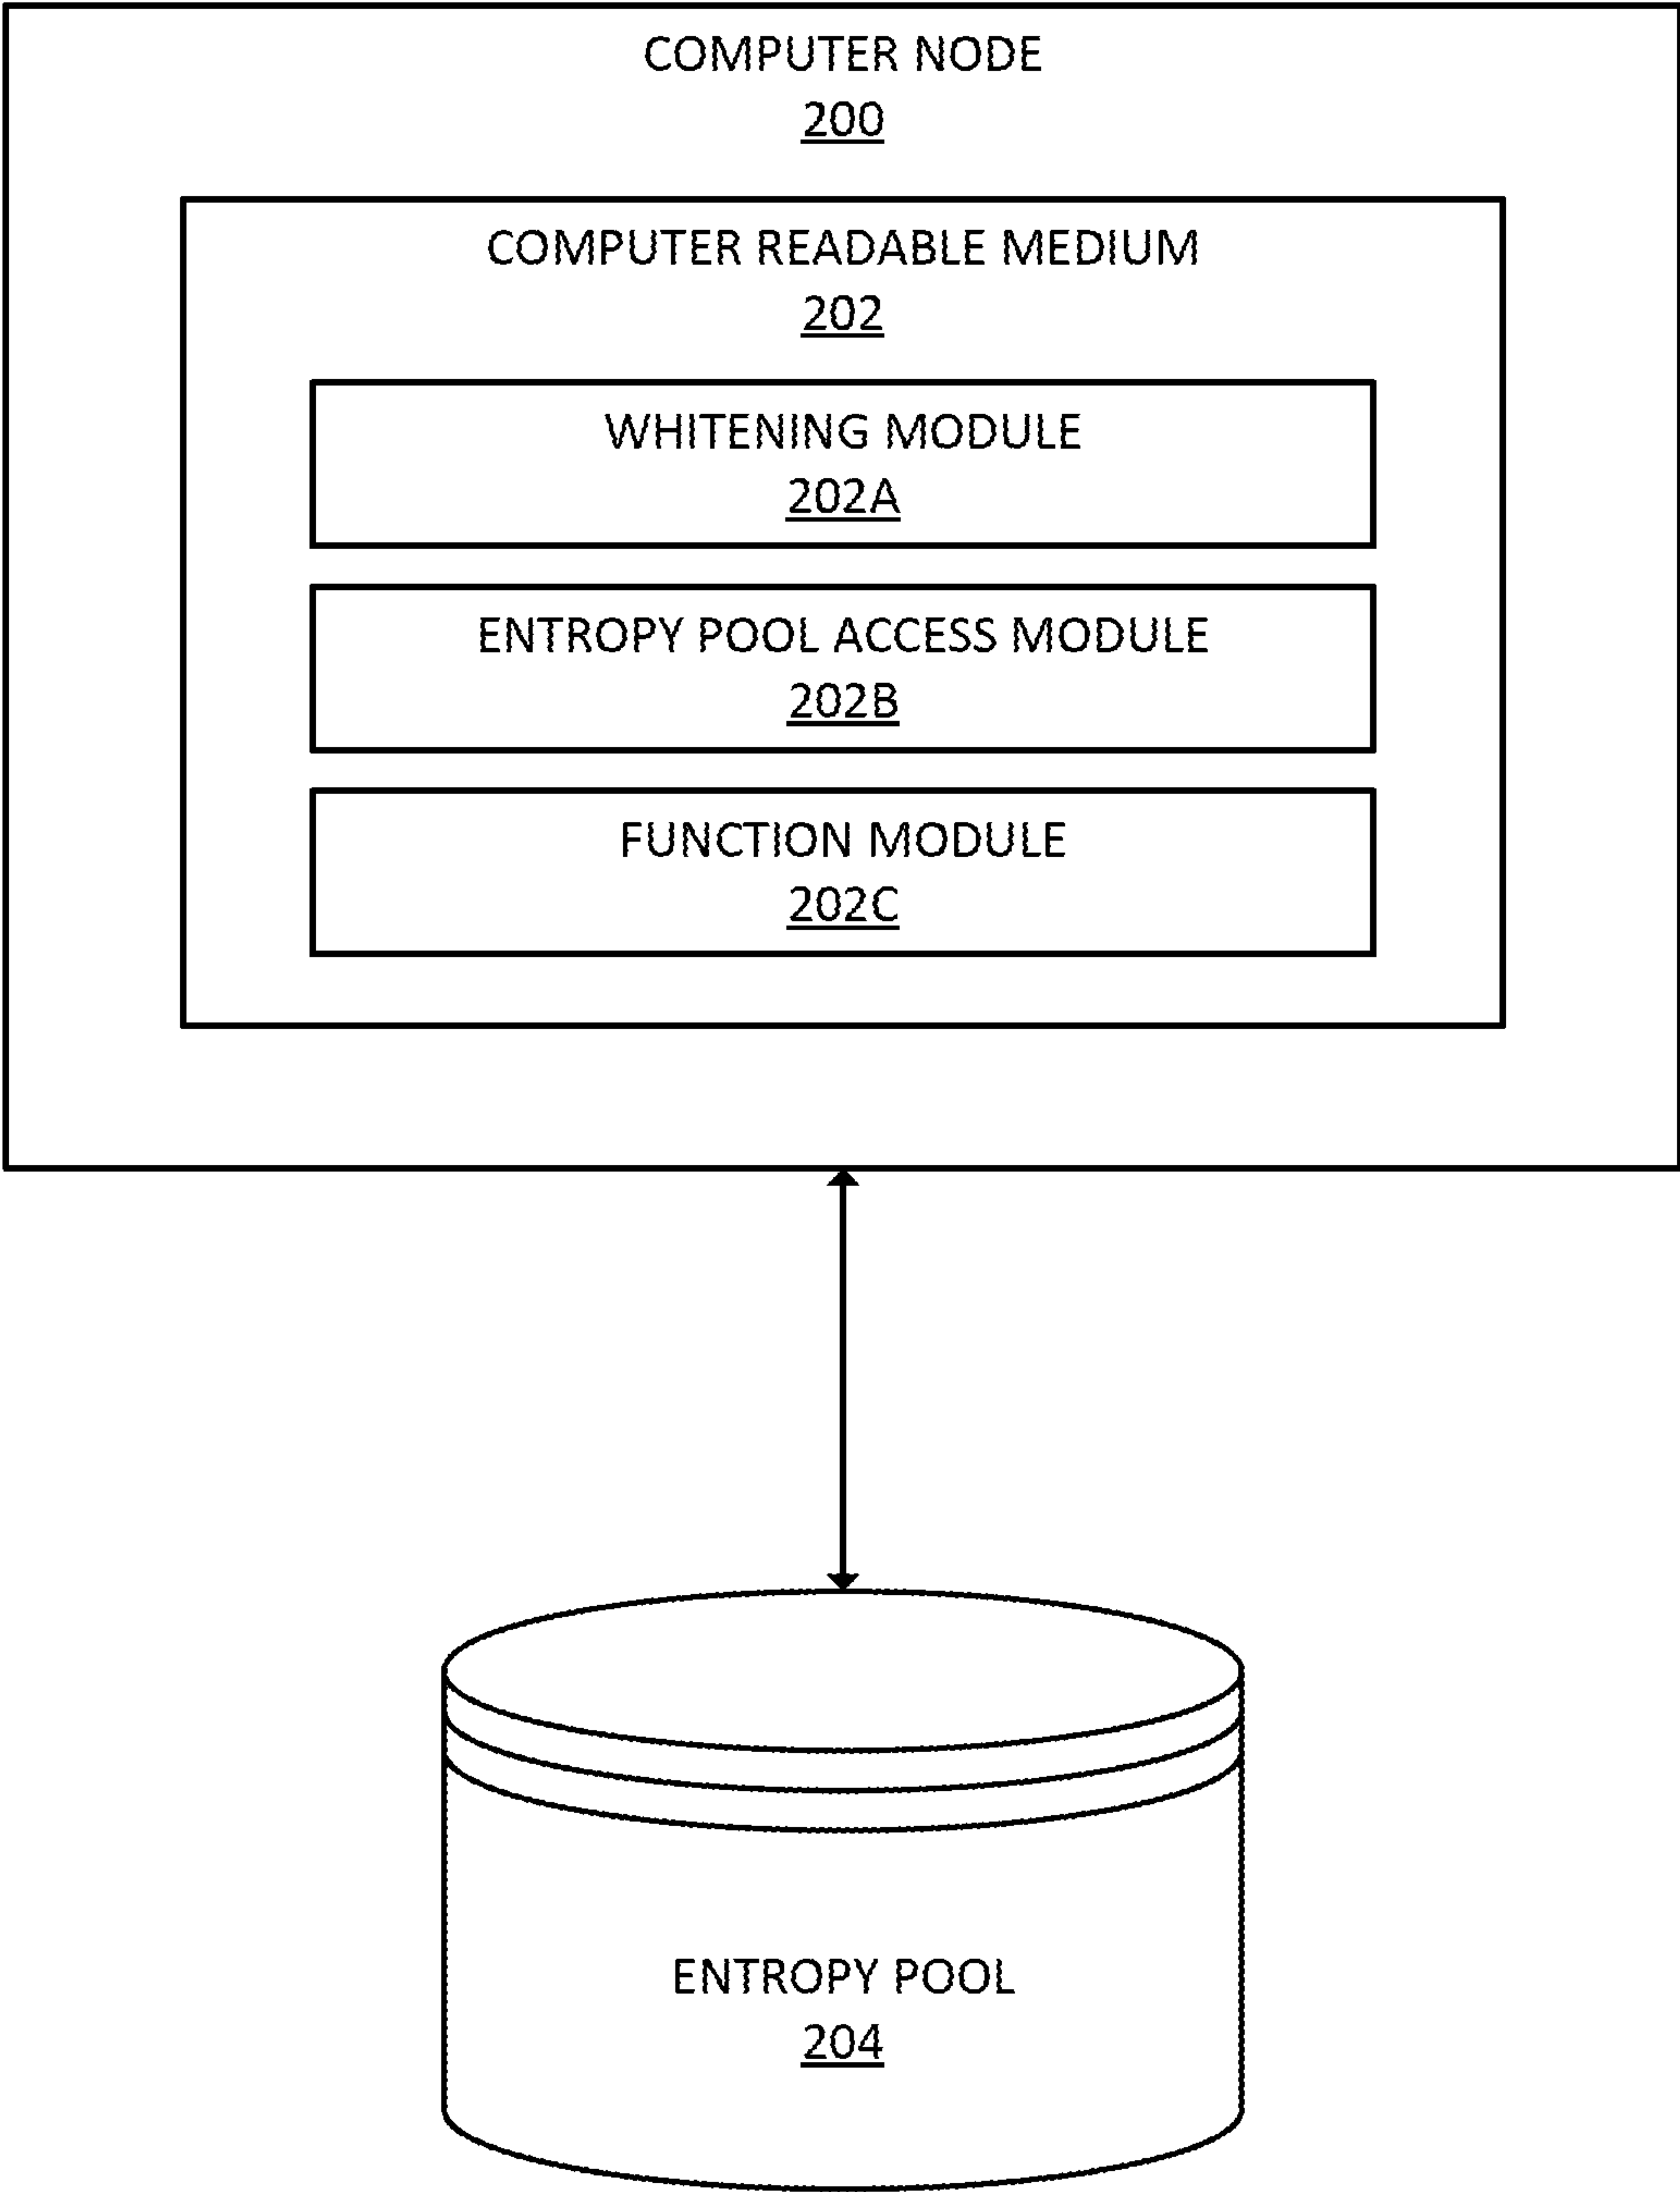 COMPUTER NODE
200
COMPUTER READABLE MEDIUM
202
WHITENING MODULE
202A
ENTROPY POOL ACCESS MODULE
202B
FUNCTION MODULE
202C
ENTROPY POOL
204